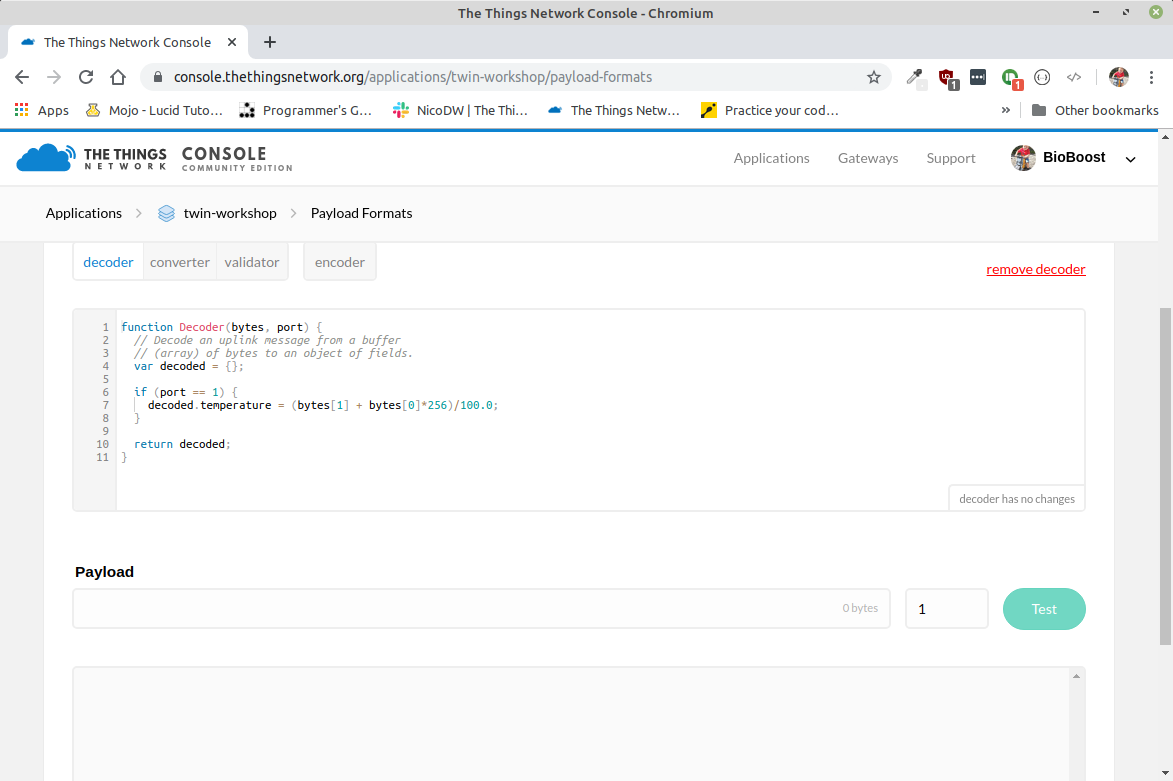 The Things Network Console - Chromium
The Things Network Console
console.thethingsnetwork.org/applications/twin-workshop/payload-formats
1
1
Apps
Mojo - Lucid Tuto...
Programmer's G...
NicoDW | The Thi...
The Things Netw...
Practice your cod...
»
Other bookmarks
THE THINGS NETWORK
CONSOLE
COMMUNITY EDITION
Applications
Gateways
Support
BioBoost
Applications
twin-workshop
Payload Formats
decoder
converter
validator
encoder
remove decoder
1 function Decoder(bytes, port) {
2 // Decode an uplink message from a buffer
3 // (array) of bytes to an object of fields.
4 var decoded = {};
5
6 if (port == 1) {
7 decoded.temperature = (bytes[1] + bytes[0]*256)/100.0;
8 }
9
10 return decoded;
11 }
decoder has no changes
Payload
0 bytes
1
Test